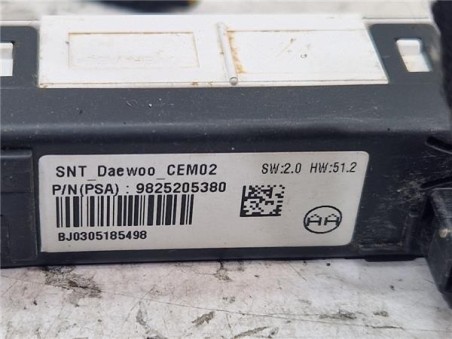 SNT_Daewoo_CEM02
SW:2.0 HW:51.2
P/N(PSA) : 9825205380
BJ0305185498
AA